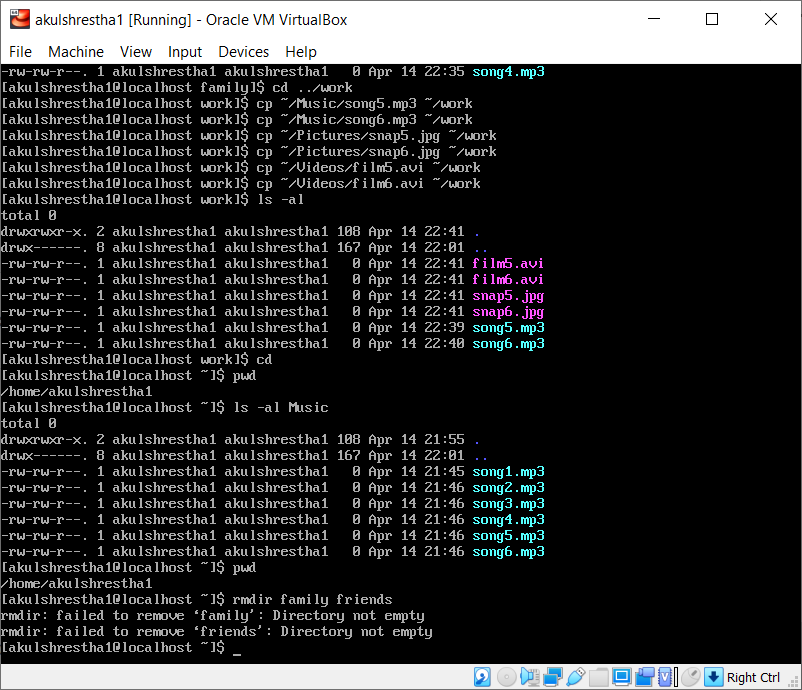 akulshrestha1 [Running] - Oracle VM VirtualBox
File Machine View Input Devices Help
-rw-rw-r--. 1 akulshrestha1 akulshrestha1   0 Apr 14 22:35 song4.mp3
[akulshrestha1@localhost family]$ cd ../work
[akulshrestha1@localhost work]$ cp ~/Music/song5.mp3 ~/work
[akulshrestha1@localhost work]$ cp ~/Music/song6.mp3 ~/work
[akulshrestha1@localhost work]$ cp ~/Pictures/snap5.jpg ~/work
[akulshrestha1@localhost work]$ cp ~/Pictures/snap6.jpg ~/work
[akulshrestha1@localhost work]$ cp ~/Videos/film5.avi ~/work
[akulshrestha1@localhost work]$ cp ~/Videos/film6.avi ~/work
[akulshrestha1@localhost work]$ ls -al
total 0
drwxrwxr-x. 2 akulshrestha1 akulshrestha1 108 Apr 14 22:41 .
drwx------. 8 akulshrestha1 akulshrestha1 167 Apr 14 22:01 ..
-rw-rw-r--. 1 akulshrestha1 akulshrestha1   0 Apr 14 22:41 film5.avi
-rw-rw-r--. 1 akulshrestha1 akulshrestha1   0 Apr 14 22:41 film6.avi
-rw-rw-r--. 1 akulshrestha1 akulshrestha1   0 Apr 14 22:41 snap5.jpg
-rw-rw-r--. 1 akulshrestha1 akulshrestha1   0 Apr 14 22:41 snap6.jpg
-rw-rw-r--. 1 akulshrestha1 akulshrestha1   0 Apr 14 22:39 song5.mp3
-rw-rw-r--. 1 akulshrestha1 akulshrestha1   0 Apr 14 22:40 song6.mp3
[akulshrestha1@localhost work]$ cd
[akulshrestha1@localhost ~]$ pwd
/home/akulshrestha1
[akulshrestha1@localhost ~]$ ls -al Music
total 0
drwxrwxr-x. 2 akulshrestha1 akulshrestha1 108 Apr 14 21:55 .
drwx------. 8 akulshrestha1 akulshrestha1 167 Apr 14 22:01 ..
-rw-rw-r--. 1 akulshrestha1 akulshrestha1   0 Apr 14 21:45 song1.mp3
-rw-rw-r--. 1 akulshrestha1 akulshrestha1   0 Apr 14 21:46 song2.mp3
-rw-rw-r--. 1 akulshrestha1 akulshrestha1   0 Apr 14 21:46 song3.mp3
-rw-rw-r--. 1 akulshrestha1 akulshrestha1   0 Apr 14 21:46 song4.mp3
-rw-rw-r--. 1 akulshrestha1 akulshrestha1   0 Apr 14 21:46 song5.mp3
-rw-rw-r--. 1 akulshrestha1 akulshrestha1   0 Apr 14 21:46 song6.mp3
[akulshrestha1@localhost ~]$ pwd
/home/akulshrestha1
[akulshrestha1@localhost ~]$ rmdir family friends
rmdir: failed to remove ‘family’: Directory not empty
rmdir: failed to remove ‘friends’: Directory not empty
[akulshrestha1@localhost ~]$ _
Right Ctrl